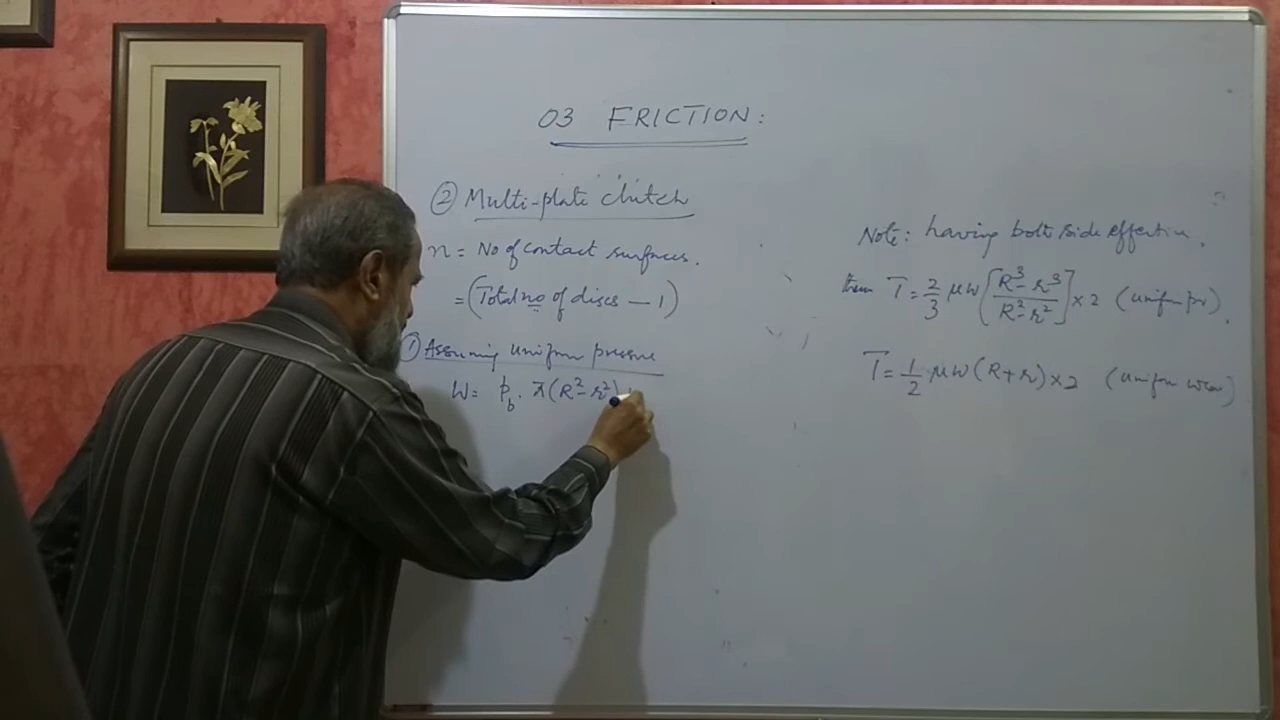 03 FRICTION:
② Multi-plate clutch
n = No of contact surfaces.
= (Total no of discs — 1)
① Assuming uniform pressure
W = p_b . π(R² - r²)
Note: having both side effective.
then T = 2/3 μW [R³ - r³ / R² - r²] × 2 (uniform pr)
T = 1/2 μW (R + r) × 2 (uniform wear)